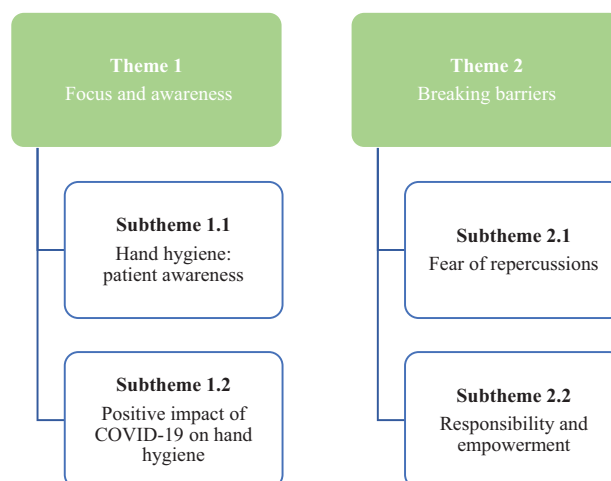 Theme 1
Focus and awareness
Subtheme 1.1
Hand hygiene:
patient awareness
Subtheme 1.2
Positive impact of
COVID-19 on hand
hygiene
Theme 2
Breaking barriers
Subtheme 2.1
Fear of repercussions
Subtheme 2.2
Responsibility and
empowerment